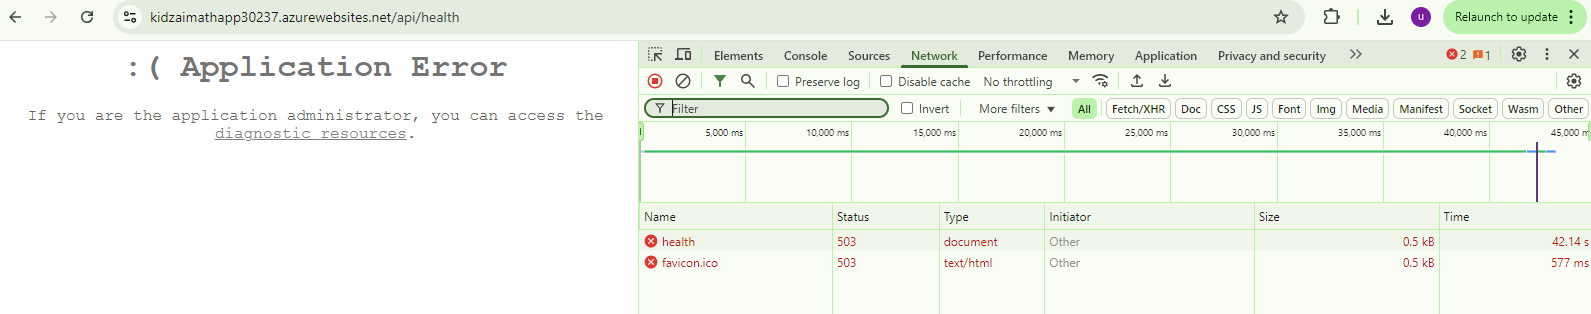 kidzaimathapp30237.azurewebsites.net/api/health
u
Relaunch to update
:( Application Error
If you are the application administrator, you can access the
diagnostic resources.
Elements Console Sources Network Performance Memory Application Privacy and security 2 1
Preserve log Disable cache No throttling
Filter Invert More filters All Fetch/XHR Doc CSS JS Font Img Media Manifest Socket Wasm Other
5,000 ms 10,000 ms 15,000 ms 20,000 ms 25,000 ms 30,000 ms 35,000 ms 40,000 ms 45,000 m
Name Status Type Initiator Size Time
health 503 document Other 0.5 kB 42.14 s
favicon.ico 503 text/html Other 0.5 kB 577 ms